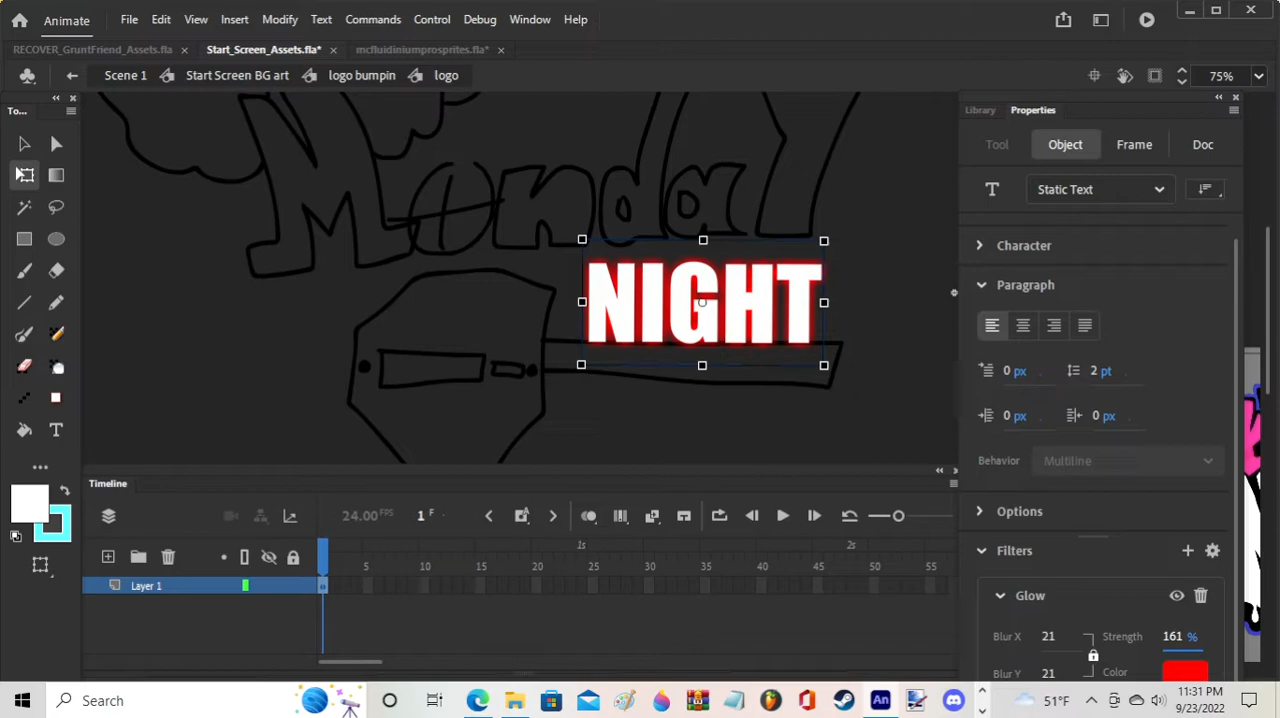 Animate
File Edit View Insert Modify Text Commands Control Debug Window Help
RECOVER_GruntFriend_Assets.fla Start_Screen_Assets.fla* mcfluidiniumprosprites.fla*
Scene 1 Start Screen BG art logo bumpin logo 75%
To...
Library Properties
Tool Object Frame Doc
T Static Text
Character
Paragraph
0 px 2 pt
0 px 0 px
Behavior Multiline
Options
Filters
Glow
Blur X 21 Strength 161 %
Blur Y 21 Color
Monday
NIGHT
Timeline
24.00 FPS 1 F
1s 2s
5 10 15 20 25 30 35 40 45 50 55
Layer 1
Search
An
51°F 11:31 PM
9/23/2022